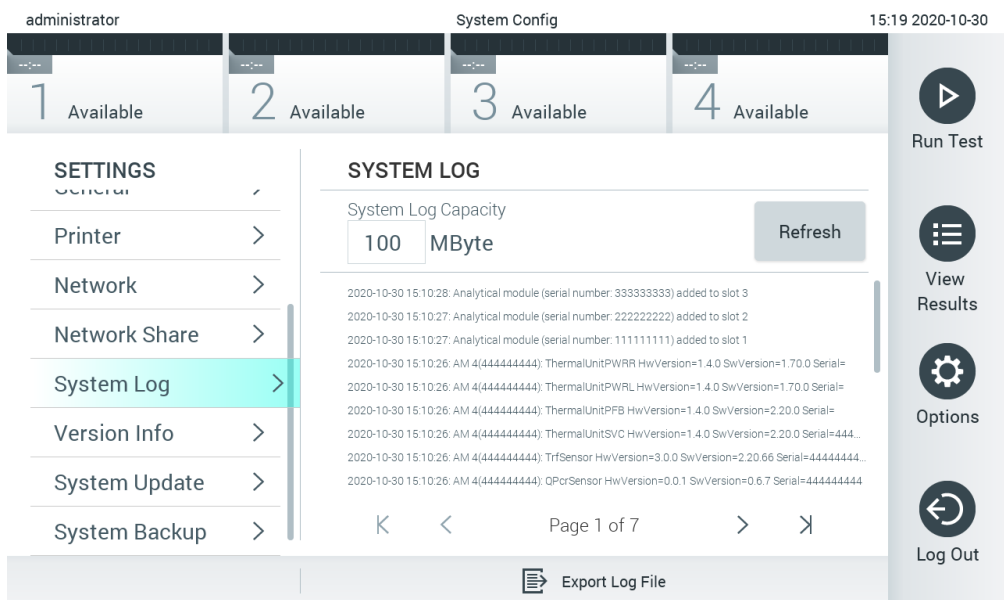 administrator System Config 15:19 2020-10-30
--:-- --:-- --:-- --:--
1 Available 2 Available 3 Available 4 Available
Run Test
SETTINGS
General
Printer
Network
Network Share
System Log
Version Info
System Update
System Backup
SYSTEM LOG
System Log Capacity
100 MByte
Refresh
2020-10-30 15:10:28: Analytical module (serial number: 333333333) added to slot 3
2020-10-30 15:10:27: Analytical module (serial number: 222222222) added to slot 2
2020-10-30 15:10:27: Analytical module (serial number: 111111111) added to slot 1
2020-10-30 15:10:26: AM 4(444444444): ThermalUnitPWRR HwVersion=1.4.0 SwVersion=1.70.0 Serial=
2020-10-30 15:10:26: AM 4(444444444): ThermalUnitPWRL HwVersion=1.4.0 SwVersion=1.70.0 Serial=
2020-10-30 15:10:26: AM 4(444444444): ThermalUnitPFB HwVersion=1.4.0 SwVersion=2.20.0 Serial=
2020-10-30 15:10:26: AM 4(444444444): ThermalUnitSVC HwVersion=1.4.0 SwVersion=2.20.0 Serial=444...
2020-10-30 15:10:26: AM 4(444444444): TrfSensor HwVersion=3.0.0 SwVersion=2.20.66 Serial=44444444...
2020-10-30 15:10:26: AM 4(444444444): QPcrSensor HwVersion=0.0.1 SwVersion=0.6.7 Serial=444444444
Page 1 of 7
Export Log File
View
Results
Options
Log Out